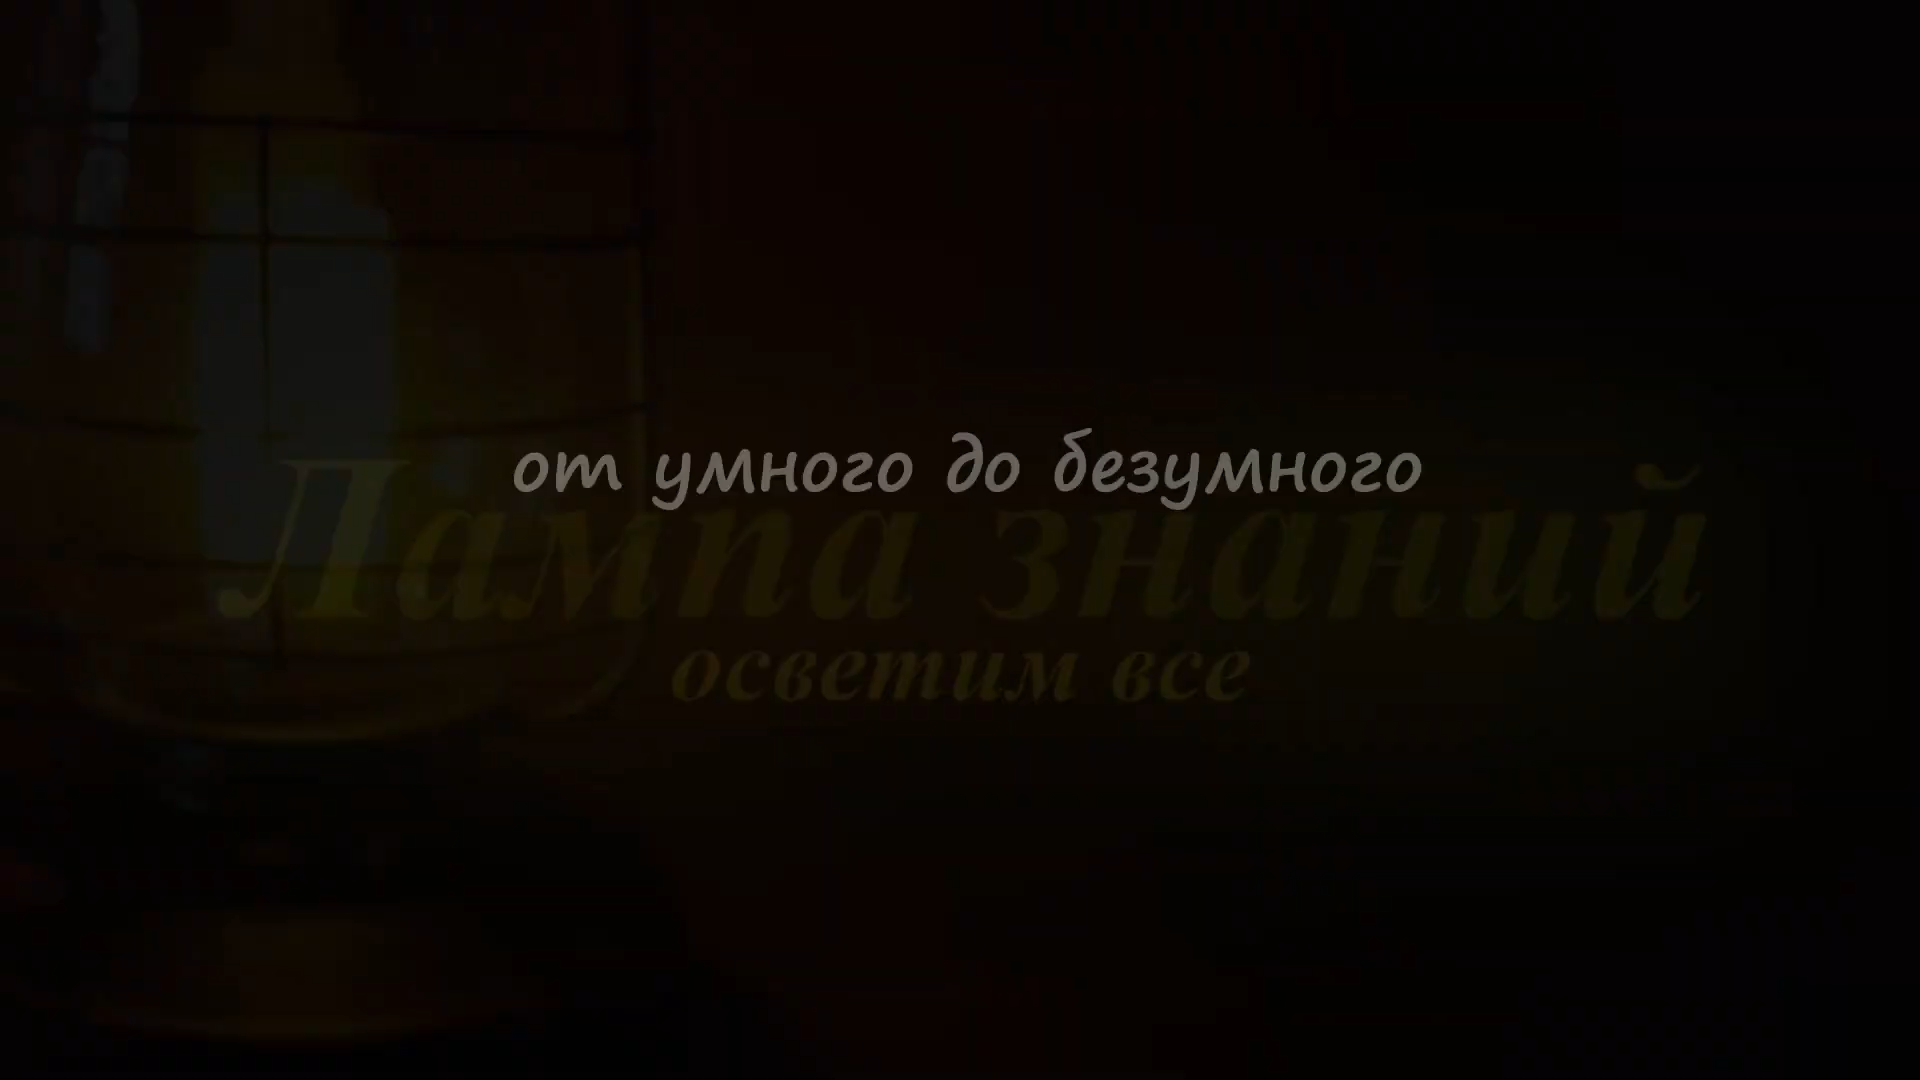 от умного до безумного
Лампа знаний
осветим все